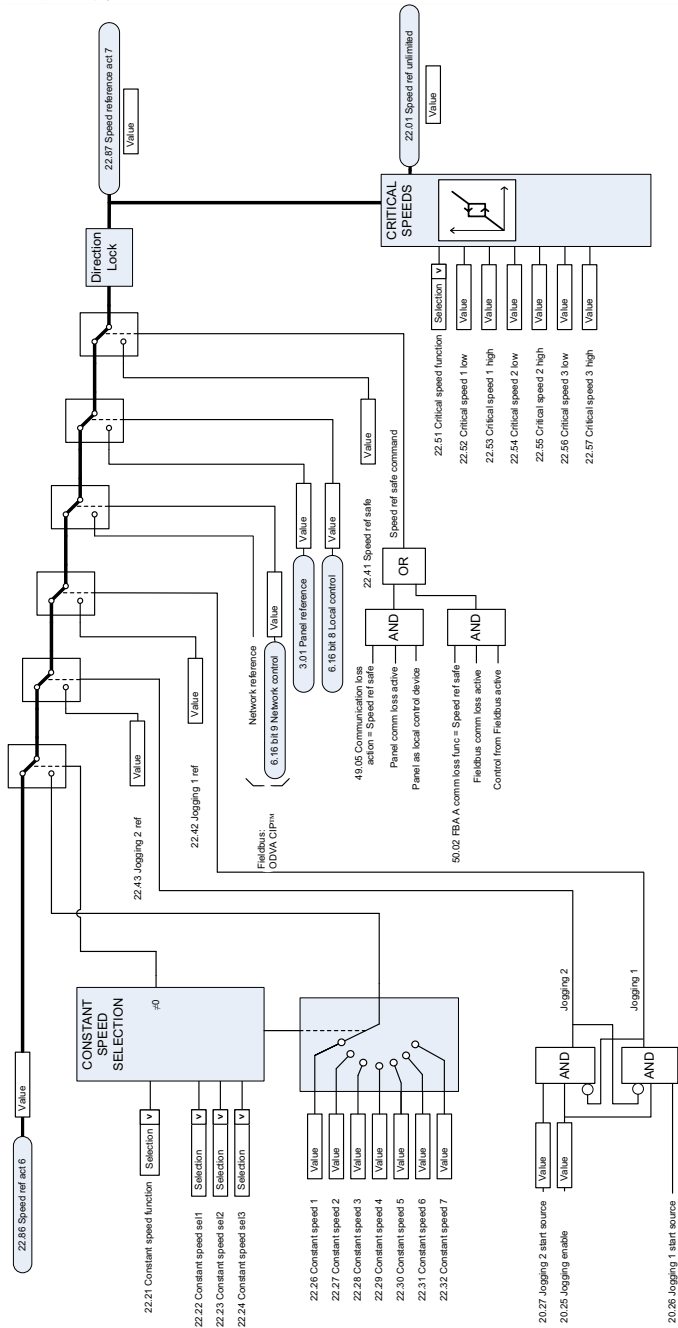 22.86 Speed ref act 6
Value
22.21 Constant speed function
Selection
v
22.22 Constant speed sel1
Selection
v
22.23 Constant speed sel2
Selection
v
22.24 Constant speed sel3
Selection
v
CONSTANT
SPEED
SELECTION
≠0
22.26 Constant speed 1
Value
22.27 Constant speed 2
Value
22.28 Constant speed 3
Value
22.29 Constant speed 4
Value
22.30 Constant speed 5
Value
22.31 Constant speed 6
Value
22.32 Constant speed 7
Value
20.27 Jogging 2 start source
Value
20.25 Jogging enable
Value
20.26 Jogging 1 start source
AND
AND
Jogging 2
Jogging 1
22.43 Jogging 2 ref
Value
22.42 Jogging 1 ref
Value
Fieldbus:
ODVA CIP™
Network reference
6.16 bit 9 Network control
Value
3.01 Panel reference
Value
6.16 bit 8 Local control
Value
22.41 Speed ref safe
Value
49.05 Communication loss
action = Speed ref safe
Panel comm loss active
Panel as local control device
AND
50.02 FBA A comm loss func = Speed ref safe
Fieldbus comm loss active
Control from Fieldbus active
AND
OR
Speed ref safe command
Direction
Lock
22.87 Speed reference act 7
Value
22.51 Critical speed function
Selection
v
22.52 Critical speed 1 low
Value
22.53 Critical speed 1 high
Value
22.54 Critical speed 2 low
Value
22.55 Critical speed 2 high
Value
22.56 Critical speed 3 low
Value
22.57 Critical speed 3 high
Value
CRITICAL
SPEEDS
22.01 Speed ref unlimited
Value